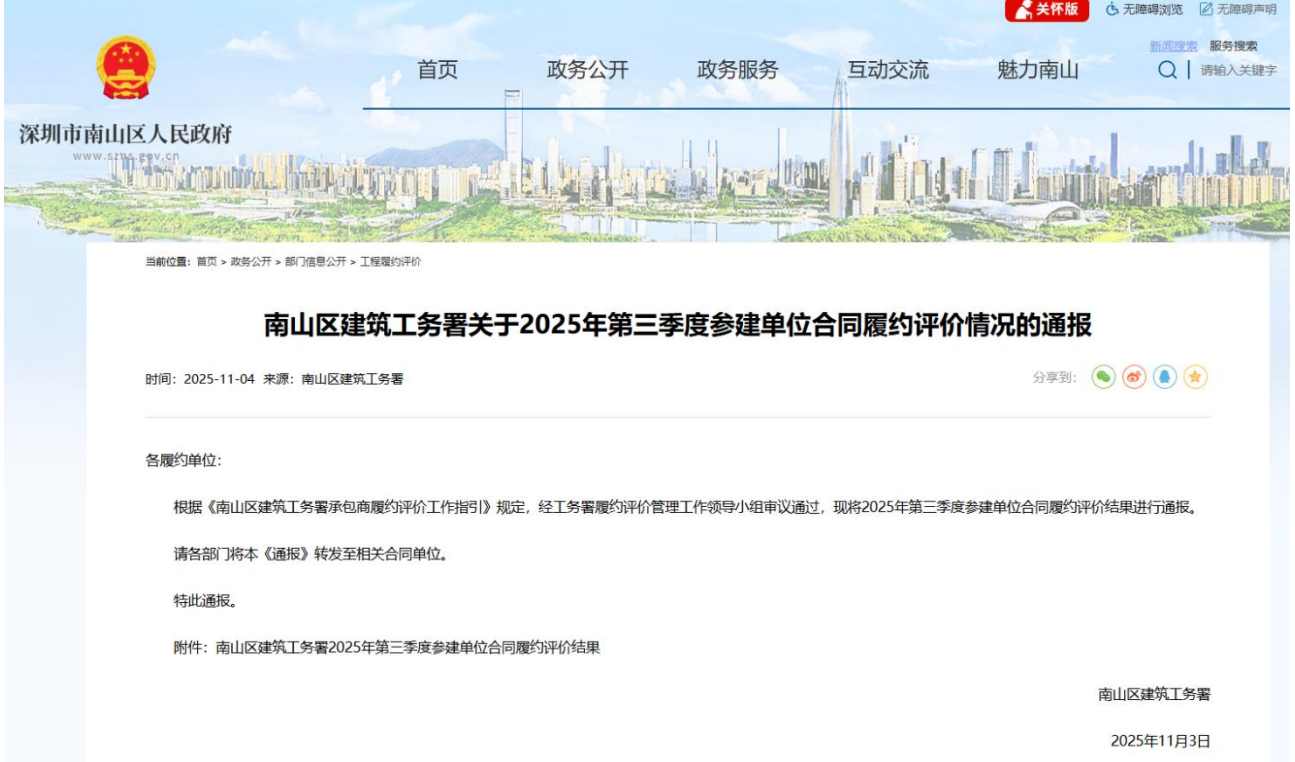 关怀版 无障碍浏览 无障碍声明
新闻搜索 服务搜索
首页 政务公开 政务服务 互动交流 魅力南山 请输入关键字
深圳市南山区人民政府
www.szns.gov.cn
当前位置：首页 > 政务公开 > 部门信息公开 > 工程履约评价
南山区建筑工务署关于2025年第三季度参建单位合同履约评价情况的通报
时间：2025-11-04 来源：南山区建筑工务署 分享到：
各履约单位：
根据《南山区建筑工务署承包商履约评价工作指引》规定，经工务署履约评价管理工作领导小组审议通过，现将2025年第三季度参建单位合同履约评价结果进行通报。
请各部门将本《通报》转发至相关合同单位。
特此通报。
附件：南山区建筑工务署2025年第三季度参建单位合同履约评价结果
南山区建筑工务署
2025年11月3日